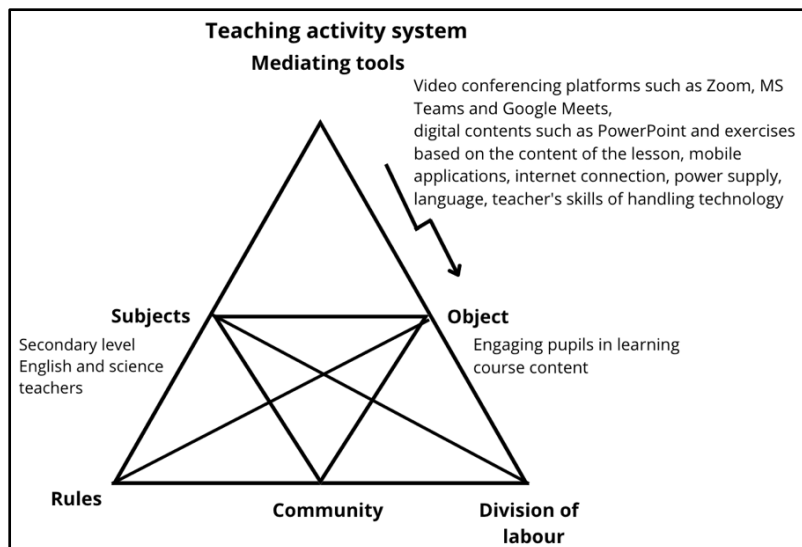 Teaching activity system
Mediating tools
Video conferencing platforms such as Zoom, MS
Teams and Google Meets,
digital contents such as PowerPoint and exercises
based on the content of the lesson, mobile
applications, internet connection, power supply,
language, teacher's skills of handling technology
Subjects
Object
Secondary level
English and science
teachers
Engaging pupils in learning
course content
Rules
Community
Division of
labour